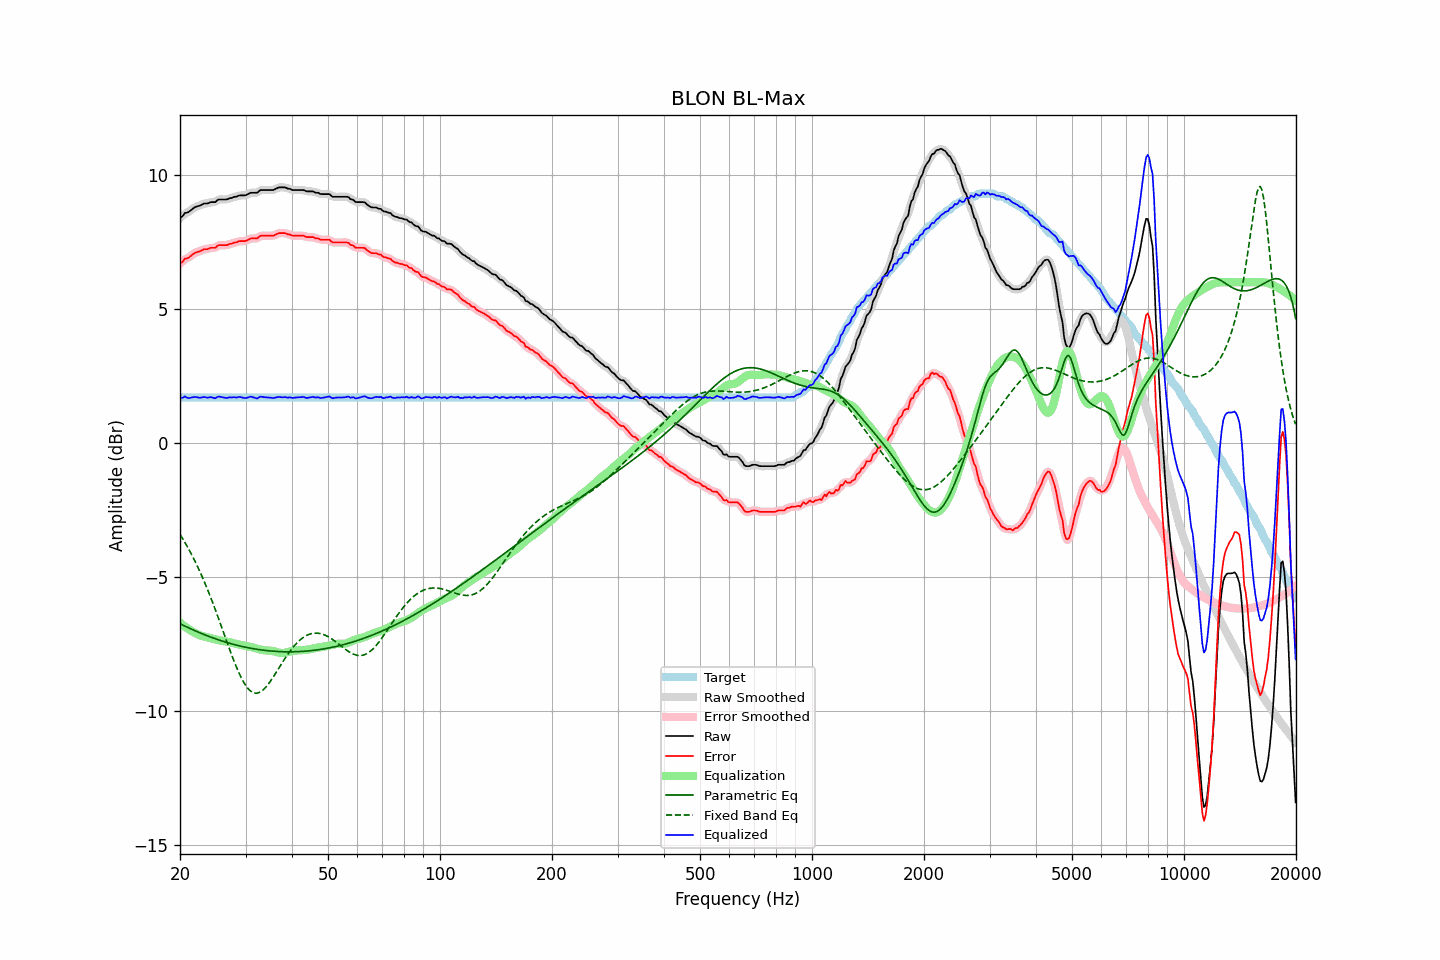 BLON BL-Max
Amplitude (dBr)
10
5
0
−5
−10
−15
20
50
100
200
500
1000
2000
5000
10000
20000
Frequency (Hz)
Target
Raw Smoothed
Error Smoothed
Raw
Error
Equalization
Parametric Eq
Fixed Band Eq
Equalized